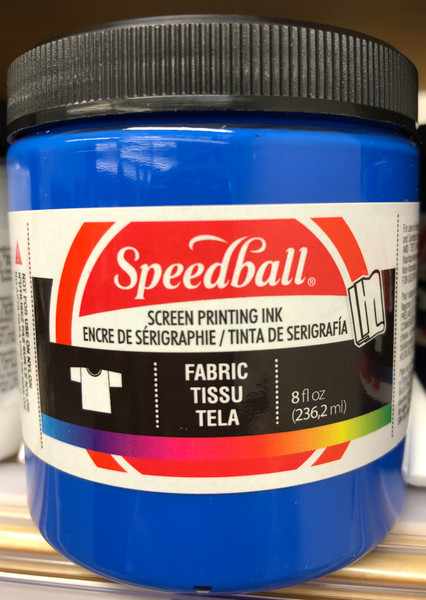 Speedball®
SCREEN PRINTING INK
ENCRE DE SÉRIGRAPHIE / TINTA DE SERIGRAFÍA
FABRIC
TISSU
TELA
8 fl oz
(236,2 ml)